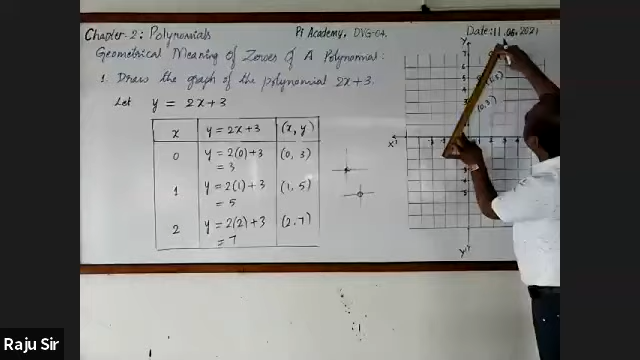 Chapter-2: Polynomials Pi Academy, DVG-04. Date: 11.06.2021
Geometrical Meaning of Zeroes of A Polynomial:
1. Draw the graph of the polynomial 2x+3.
Let y = 2x+3
x y = 2x+3 (x, y)
0 y = 2(0)+3 (0, 3)
= 3
1 y = 2(1)+3 (1, 5)
= 5
2 y = 2(2)+3 (2, 7)
= 7
Y
(1,5)
(0,3)
X'
Y'
Raju Sir